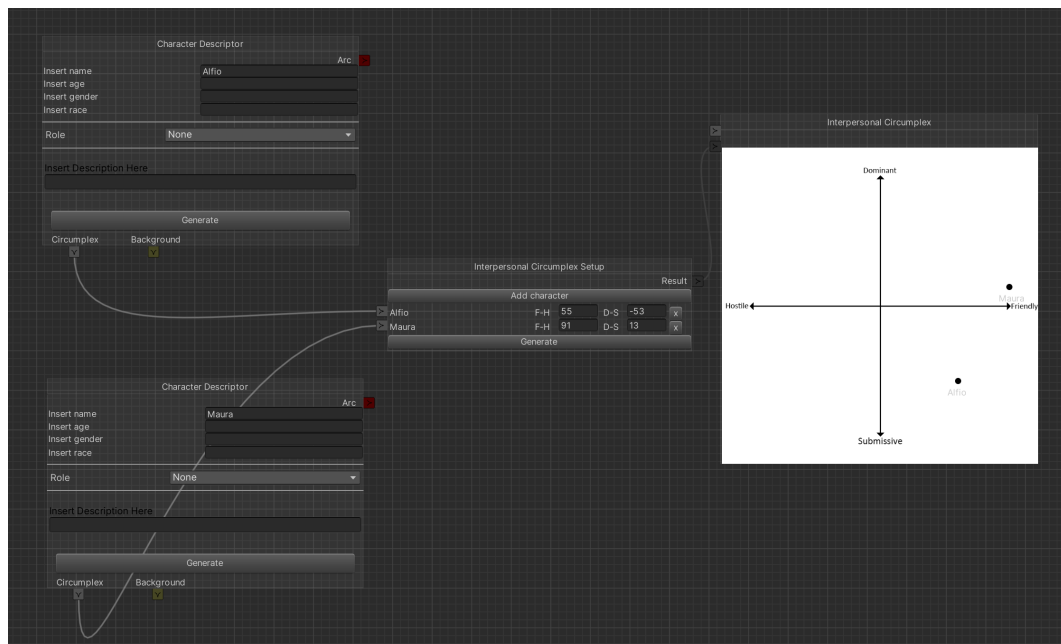 Character Descriptor
Arc
Insert name Alfio
Insert age
Insert gender
Insert race
Role None
Insert Description Here
Generate
Circumplex Background
Interpersonal Circumplex Setup
Result
Add character
Alfio F-H 55 D-S -53 x
Maura F-H 91 D-S 13 x
Generate
Character Descriptor
Arc
Insert name Maura
Insert age
Insert gender
Insert race
Role None
Insert Description Here
Generate
Circumplex Background
Interpersonal Circumplex
Dominant
Maura
Hostile Friendly
Alfio
Submissive